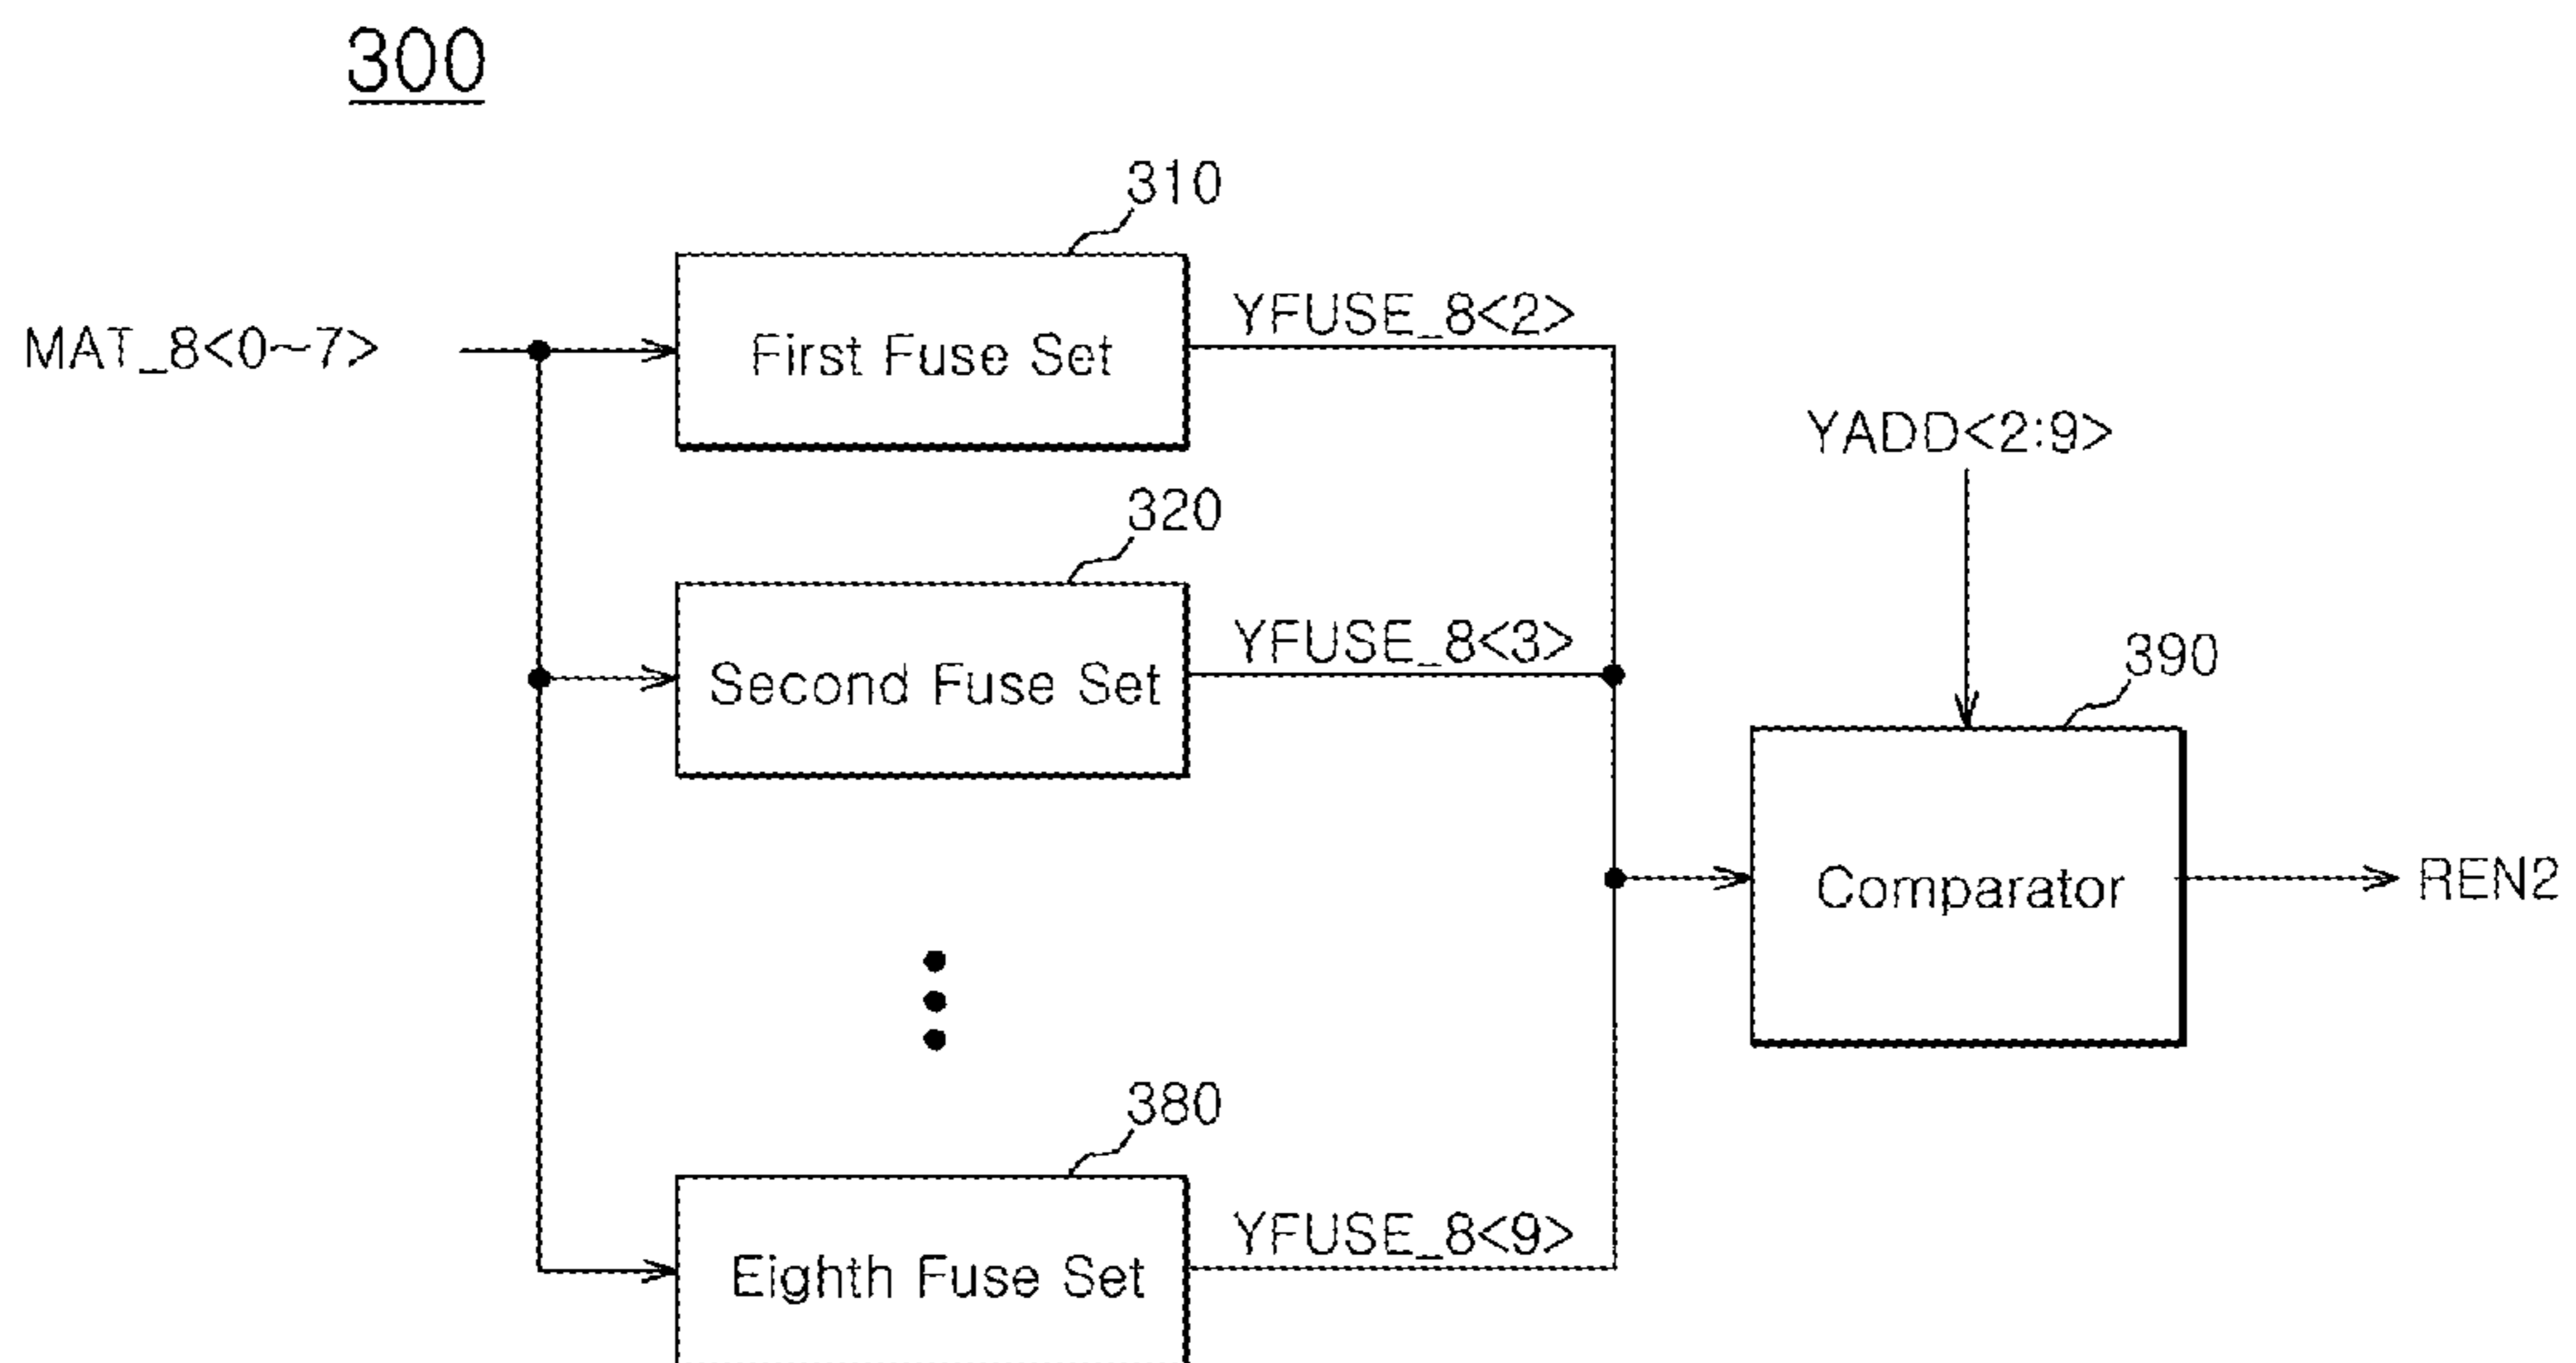 300
310
MAT_8<0~7>
First Fuse Set
YFUSE_8<2>
YADD<2:9>
320
Second Fuse Set
YFUSE_8<3>
390
Comparator
REN2
380
Eighth Fuse Set
YFUSE_8<9>